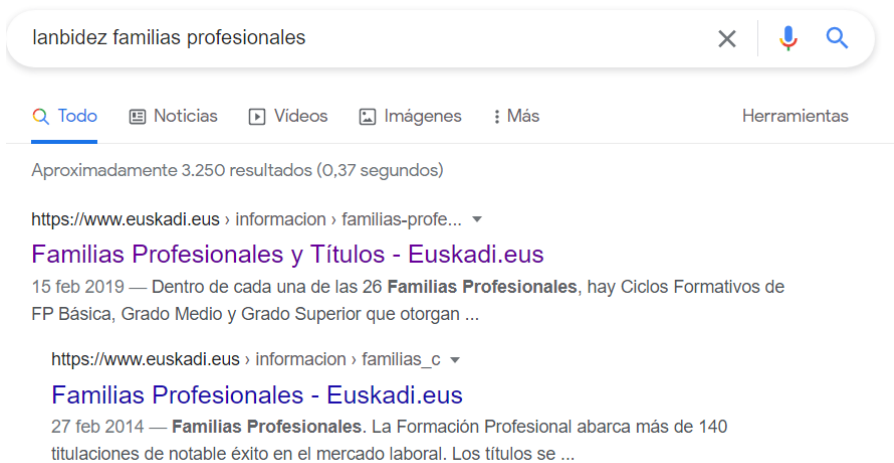 lanbidez familias profesionales
Todo Noticias Vídeos Imágenes Más Herramientas
Aproximadamente 3.250 resultados (0,37 segundos)
https://www.euskadi.eus › informacion › familias-profe...
Familias Profesionales y Títulos - Euskadi.eus
15 feb 2019 — Dentro de cada una de las 26 Familias Profesionales, hay Ciclos Formativos de
FP Básica, Grado Medio y Grado Superior que otorgan ...
https://www.euskadi.eus › informacion › familias_c
Familias Profesionales - Euskadi.eus
27 feb 2014 — Familias Profesionales. La Formación Profesional abarca más de 140
titulaciones de notable éxito en el mercado laboral. Los títulos se ...